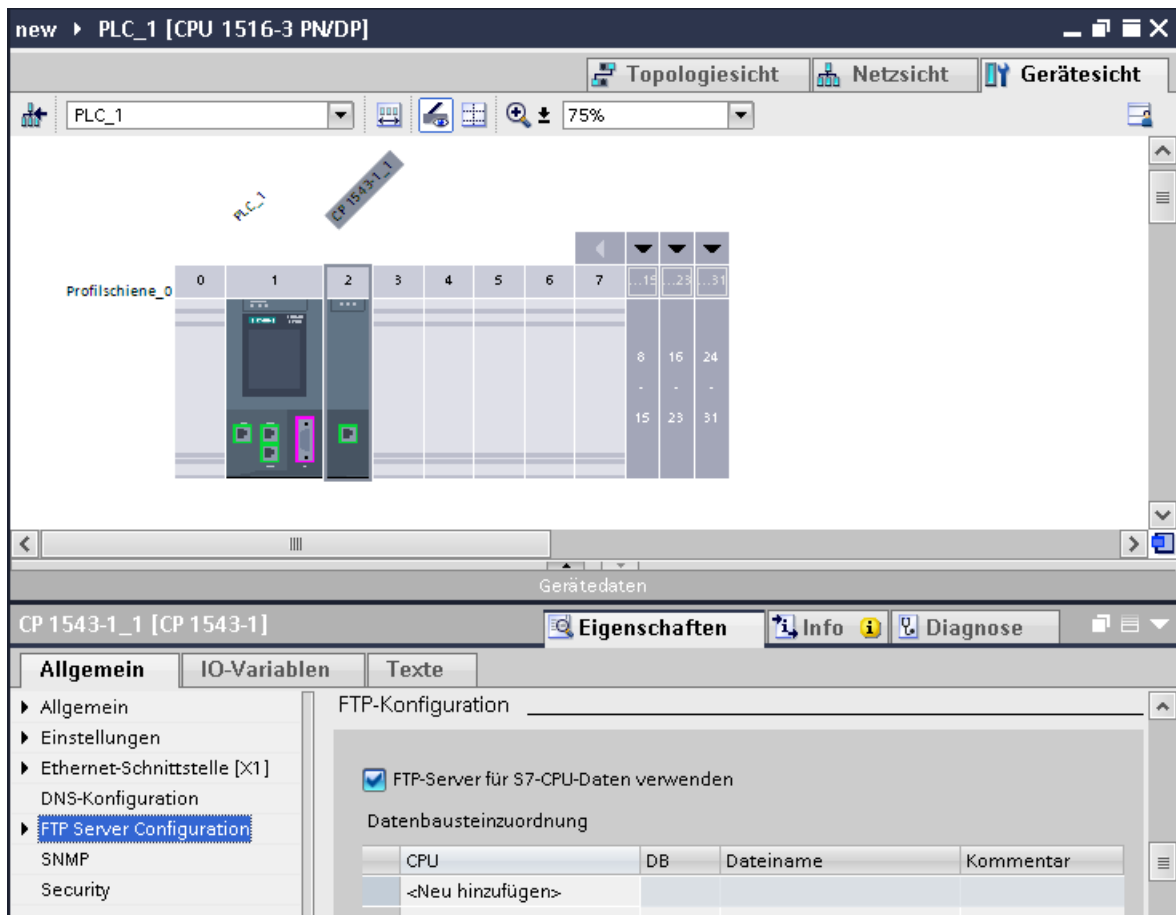 new ▸ PLC_1 [CPU 1516-3 PN/DP]
Topologiesicht Netzsicht Gerätesicht
PLC_1 75%
PLC_1 CP 1543-1_1
Profilschiene_0 0 1 2 3 4 5 6 7 ...15 ...23 ...31
8 16 24
- - -
15 23 31
Gerätedaten
CP 1543-1_1 [CP 1543-1] Eigenschaften Info Diagnose
Allgemein IO-Variablen Texte
Allgemein
Einstellungen
Ethernet-Schnittstelle [X1]
DNS-Konfiguration
FTP Server Configuration
SNMP
Security
FTP-Konfiguration
FTP-Server für S7-CPU-Daten verwenden
Datenbausteinzuordnung
CPU DB Dateiname Kommentar
<Neu hinzufügen>